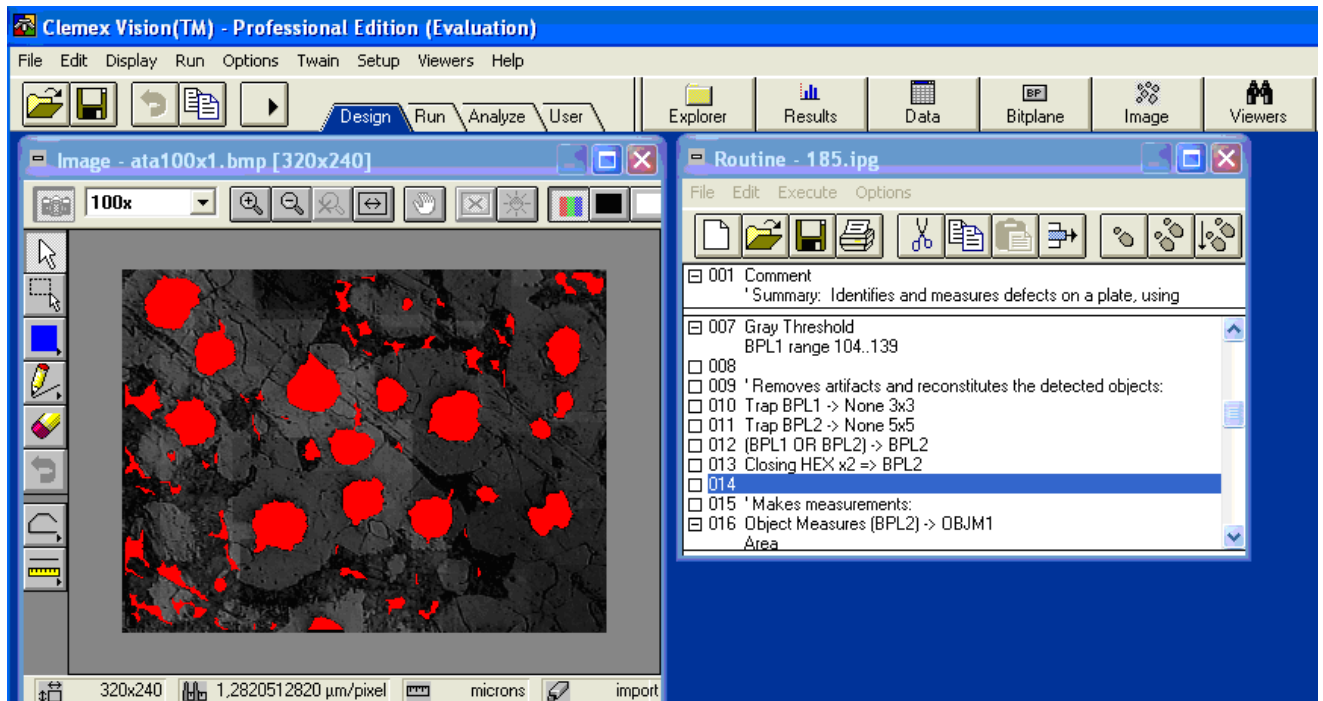 Clemex Vision(TM) - Professional Edition (Evaluation)
File Edit Display Run Options Twain Setup Viewers Help
Design Run Analyze User
Explorer Results Data BP Bitplane Image Viewers
Image - ata100x1.bmp [320x240]
100x
320x240 1,2820512820 µm/pixel microns import
Routine - 185.ipg
File Edit Execute Options
001 Comment
' Summary: Identifies and measures defects on a plate, using
007 Gray Threshold
BPL1 range 104..139
008
009 ' Removes artifacts and reconstitutes the detected objects:
010 Trap BPL1 -> None 3x3
011 Trap BPL2 -> None 5x5
012 (BPL1 OR BPL2) -> BPL2
013 Closing HEX x2 => BPL2
014
015 ' Makes measurements:
016 Object Measures (BPL2) -> OBJM1
Area